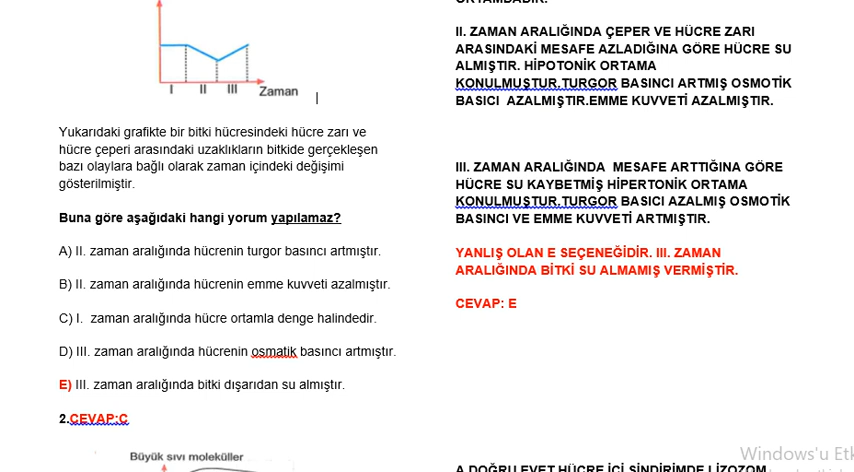 I II III Zaman
Yukarıdaki grafikte bir bitki hücresindeki hücre zarı ve
hücre çeperi arasındaki uzaklıkların bitkide gerçekleşen
bazı olaylara bağlı olarak zaman içindeki değişimi
gösterilmiştir.
Buna göre aşağıdaki hangi yorum yapılamaz?
A) II. zaman aralığında hücrenin turgor basıncı artmıştır.
B) II. zaman aralığında hücrenin emme kuvveti azalmıştır.
C) I. zaman aralığında hücre ortamla denge halindedir.
D) III. zaman aralığında hücrenin osmatik basıncı artmıştır.
E) III. zaman aralığında bitki dışarıdan su almıştır.
2.CEVAP:C
Büyük sıvı moleküller
II. ZAMAN ARALIĞINDA ÇEPER VE HÜCRE ZARI
ARASINDAKİ MESAFE AZLADIĞINA GÖRE HÜCRE SU
ALMIŞTIR. HİPOTONİK ORTAMA
KONULMUŞTUR.TURGOR BASINCI ARTMIŞ OSMOTİK
BASICI AZALMIŞTIR.EMME KUVVETİ AZALMIŞTIR.
III. ZAMAN ARALIĞINDA MESAFE ARTTIĞINA GÖRE
HÜCRE SU KAYBETMİŞ HİPERTONİK ORTAMA
KONULMUŞTUR.TURGOR BASICI AZALMIŞ OSMOTİK
BASINCI VE EMME KUVVETİ ARTMIŞTIR.
YANLIŞ OLAN E SEÇENEĞİDİR. III. ZAMAN
ARALIĞINDA BİTKİ SU ALMAMIŞ VERMİŞTİR.
CEVAP: E
Windows'u Etk
A DOĞRU EVET HÜCRE İÇİ SİNDİRİMDE LİZOZOM